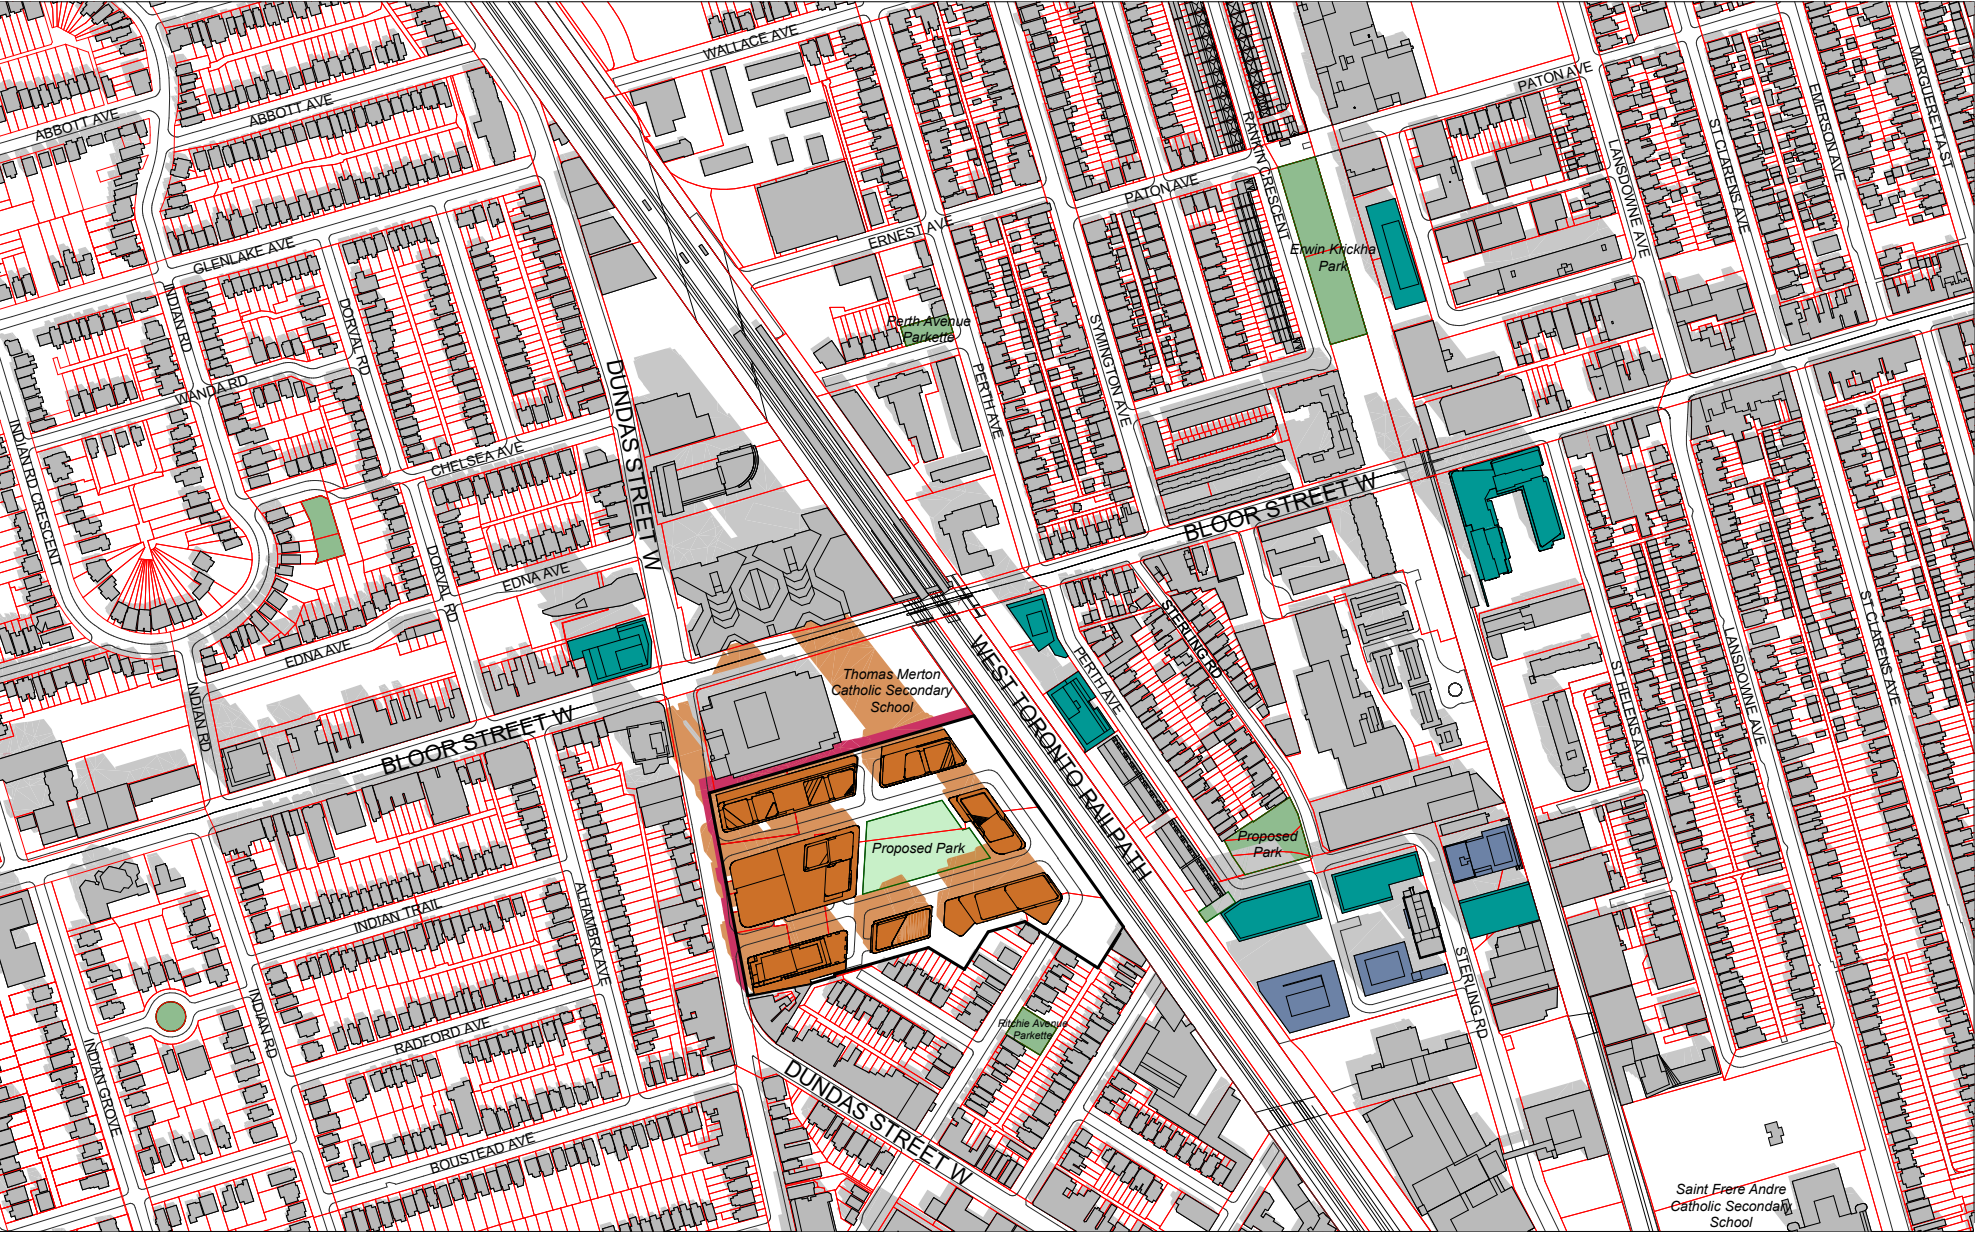 WALLACE AVE
PATON AVE
MARGUERETTA ST
EMERSON AVE
ABBOTT AVE
ABBOTT AVE
RANKIN CRESCENT
ST CLARENS AVE
LANSDOWNE AVE
PATON AVE
ERNEST AVE
GLENLAKE AVE
Erwin Krickha
Park
INDIAN RD
DORVAL RD
Perth Avenue
Parkette
SYMINGTON AVE
PERTH AVE
DUNDAS STREET W
WANDA RD
INDIAN RD CRESCENT
CHELSEA AVE
BLOOR STREET W
DORVAL RD
EDNA AVE
EDNA AVE
STERLING RD
PERTH AVE
WEST TORONTO RAILPATH
ST CLARENS AVE
LANSDOWNE AVE
ST HELENS AVE
Thomas Merton
Catholic Secondary
School
INDIAN RD
BLOOR STREET W
Proposed
Park
Proposed Park
ALHAMBRA AVE
INDIAN TRAIL
STERLING RD
INDIAN RD
RADFORD AVE
Ritchie Avenue
Parkette
INDIAN GROVE
DUNDAS STREET W
BOUSTEAD AVE
Saint Frere Andre
Catholic Secondary
School